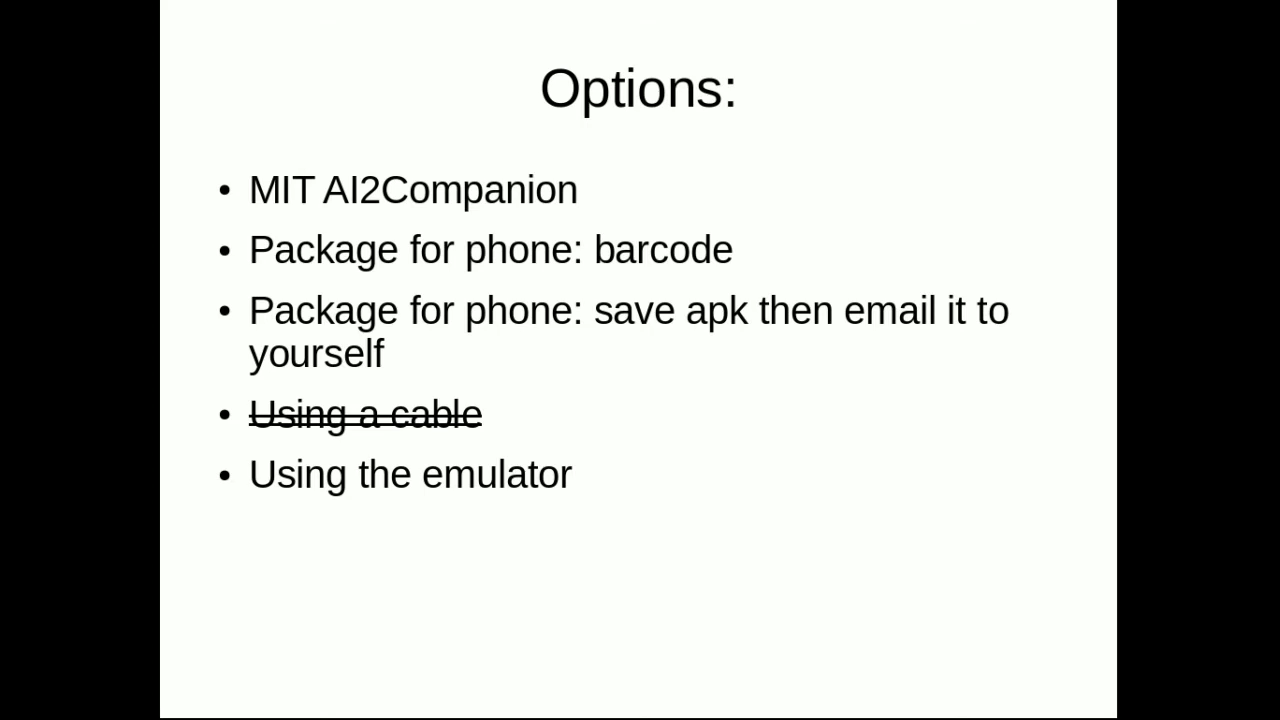 Options:
• MIT AI2Companion
• Package for phone: barcode
• Package for phone: save apk then email it to
yourself
• Using a cable
• Using the emulator